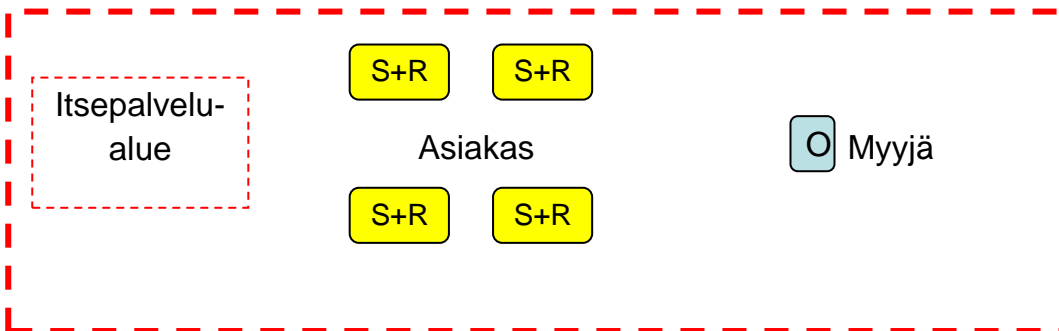 S+R S+R
Itsepalvelu-
alue
Asiakas
O Myyjä
S+R S+R